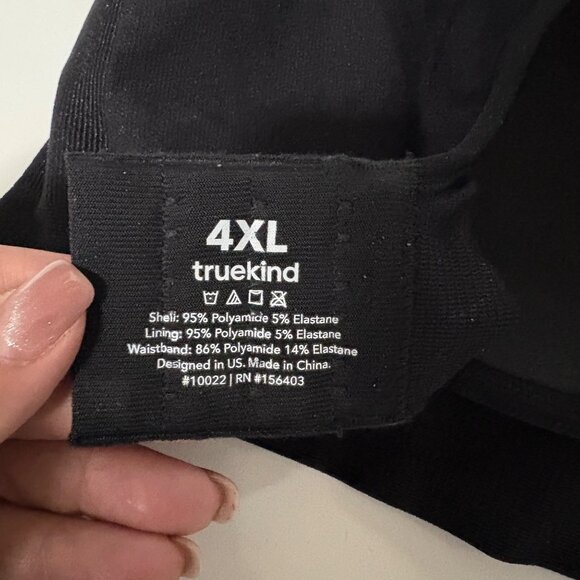 4XL
truekind
Shell: 95% Polyamide 5% Elastane
Lining: 95% Polyamide 5% Elastane
Waistband: 86% Polyamide 14% Elastane
Designed in US. Made in China.
#10022 | RN #156403